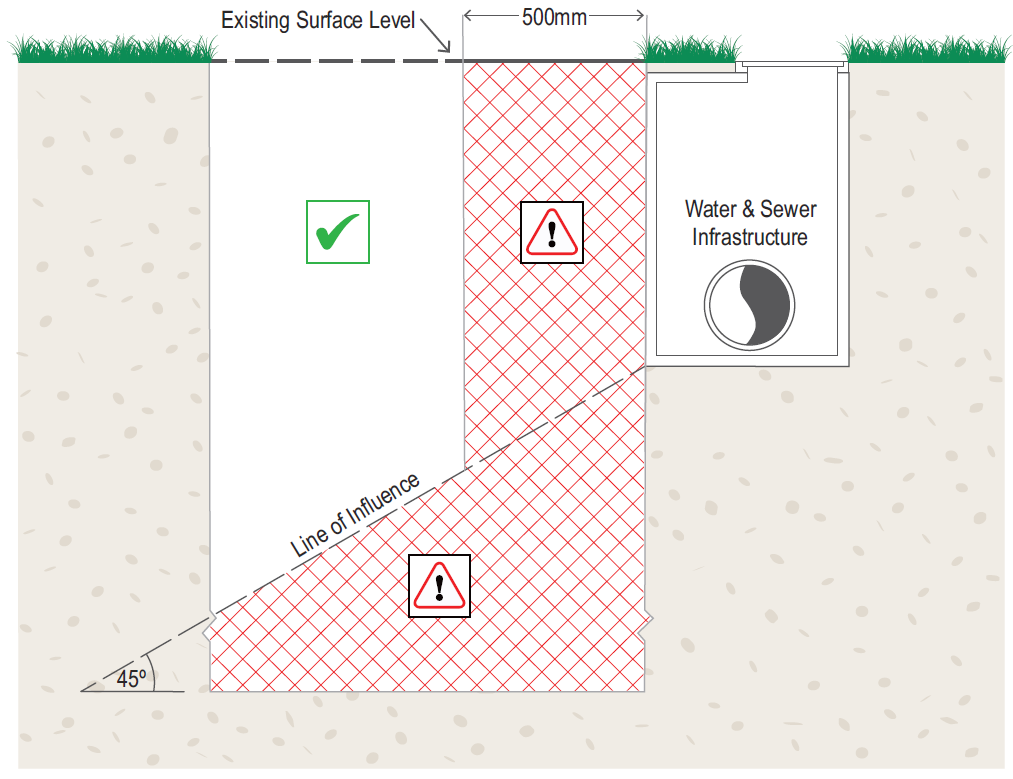 Existing Surface Level
500mm
Water & Sewer
Infrastructure
Line of Influence
45º